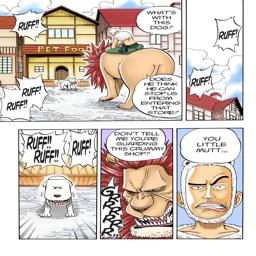 RUFF!
WHAT'S
WITH
THIS
DOG?
PET FOOD
RUFF!
RUFF!
RUFF!
DOES
HE THINK
HE CAN
STOP US
FROM
ENTERING
THAT
STORE?
RUFF!
RUFF!!
RUFF!!
RUFF!
DON'T TELL
ME YOU'RE
GUARDING
THIS CRUMMY
SHOP?
GRRRR
YOU
LITTLE
MUTT...